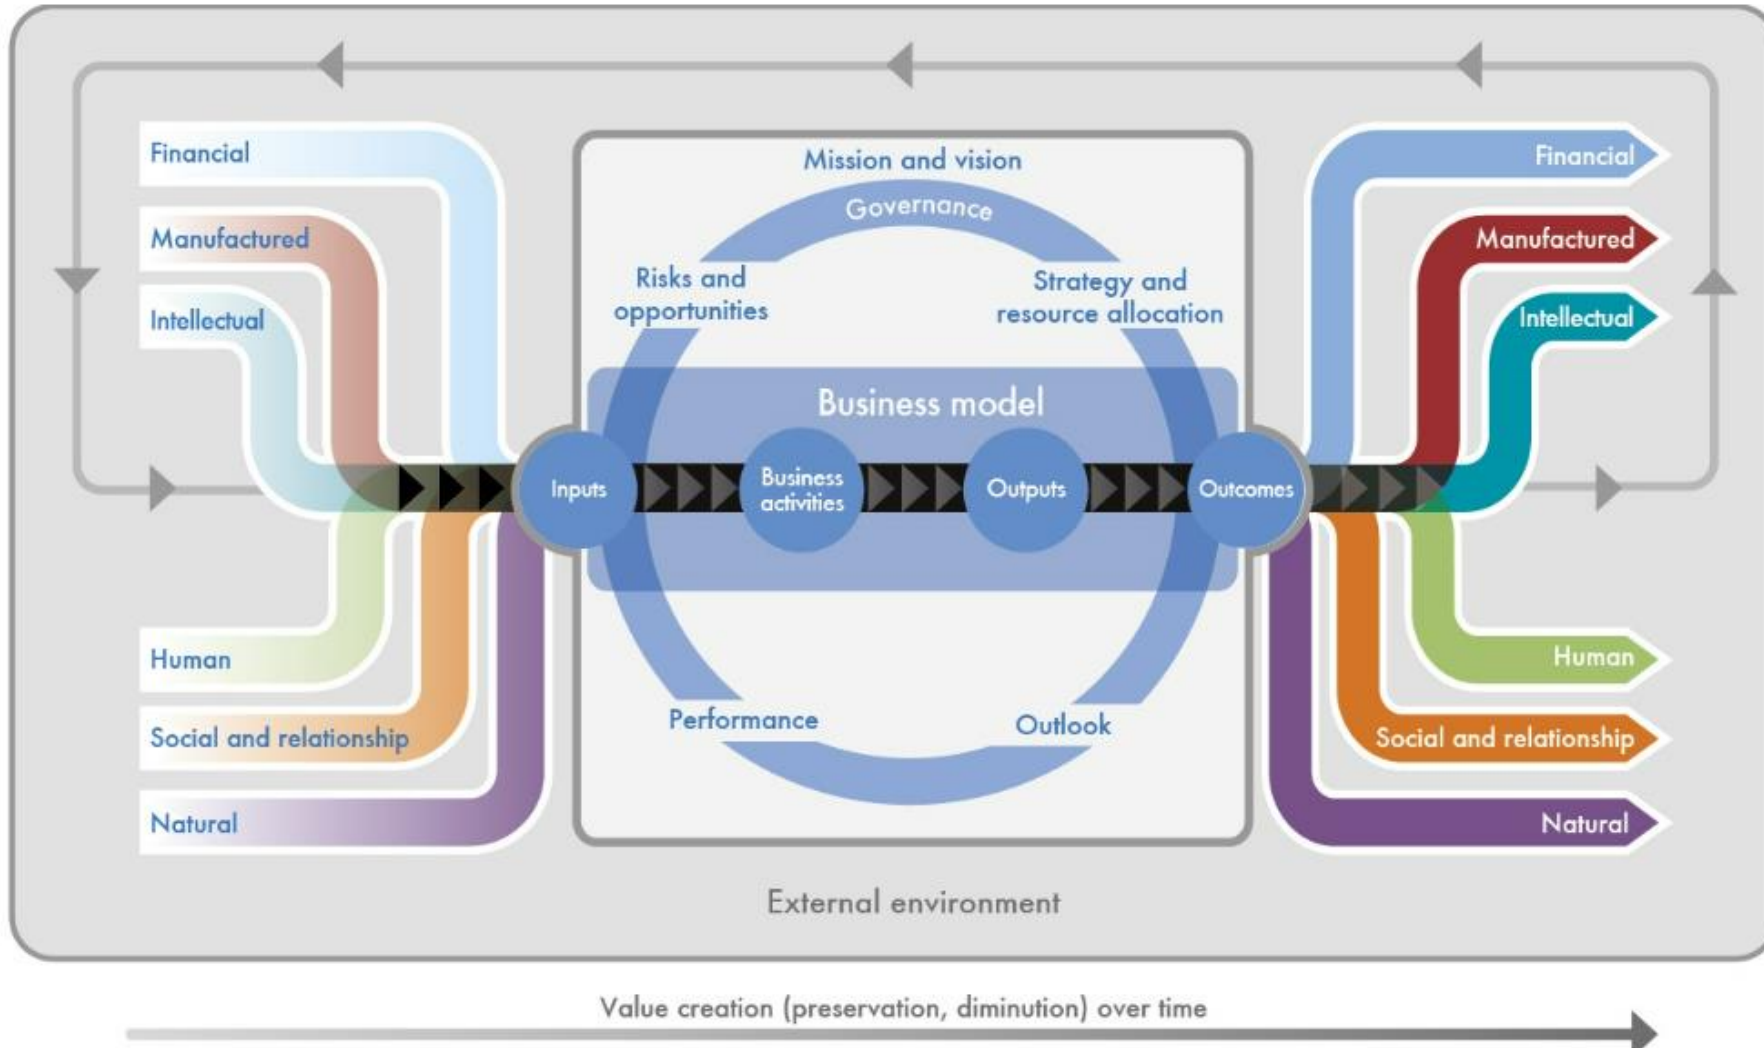 Financial
Manufactured
Intellectual
Human
Social and relationship
Natural
Mission and vision
Governance
Risks and
opportunities
Strategy and
resource allocation
Business model
Inputs
Business
activities
Outputs
Outcomes
Performance
Outlook
Financial
Manufactured
Intellectual
Human
Social and relationship
Natural
External environment
Value creation (preservation, diminution) over time